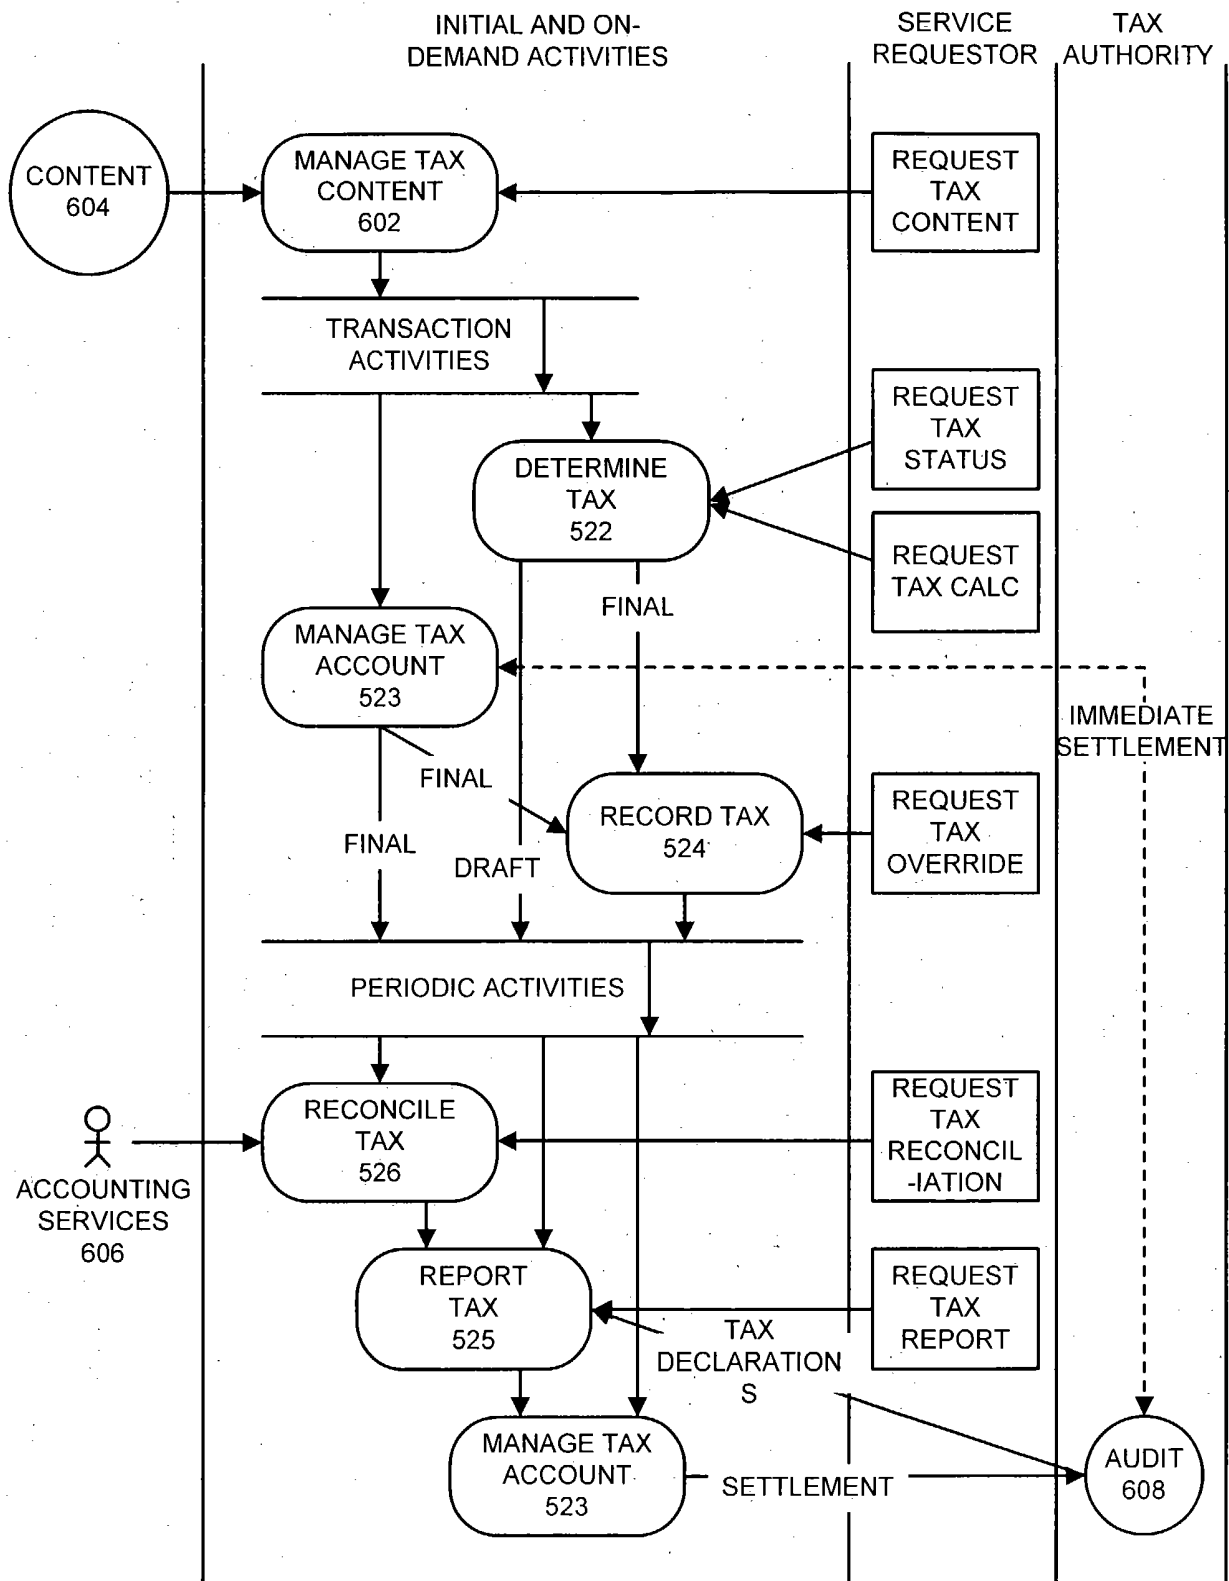 INITIAL AND ON-
DEMAND ACTIVITIES
SERVICE
REQUESTOR
TAX
AUTHORITY
CONTENT
604
MANAGE TAX
CONTENT
602
REQUEST
TAX
CONTENT
TRANSACTION
ACTIVITIES
REQUEST
TAX
STATUS
DETERMINE
TAX
522
REQUEST
TAX CALC
FINAL
MANAGE TAX
ACCOUNT
523
IMMEDIATE
SETTLEMENT
FINAL
RECORD TAX
524
REQUEST
TAX
OVERRIDE
FINAL
DRAFT
PERIODIC ACTIVITIES
RECONCILE
TAX
526
REQUEST
TAX
RECONCIL
-IATION
ACCOUNTING
SERVICES
606
REPORT
TAX
525
REQUEST
TAX
REPORT
TAX
DECLARATION
S
MANAGE TAX
ACCOUNT
523
SETTLEMENT
AUDIT
608